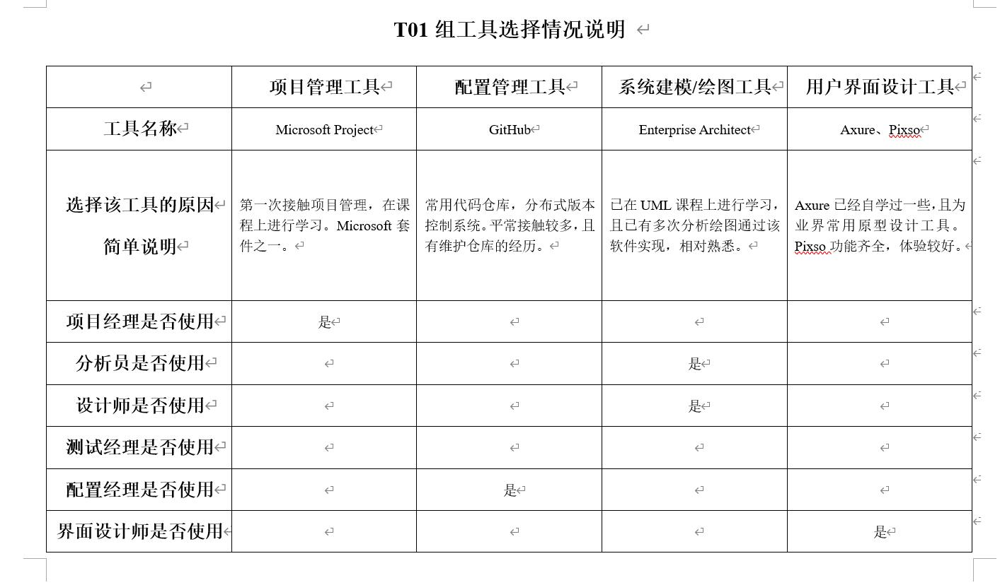 T01 组工具选择情况说明
项目管理工具 配置管理工具 系统建模/绘图工具 用户界面设计工具
工具名称 Microsoft Project GitHub Enterprise Architect Axure、Pixso
选择该工具的原因
简单说明
第一次接触项目管理，在课
程上进行学习。Microsoft 套
件之一。
常用代码仓库，分布式版本
控制系统。平常接触较多，且
有维护仓库的经历。
已在 UML 课程上进行学习，
且已有多次分析绘图通过该
软件实现，相对熟悉。
Axure 已经自学过一些，且为
业界常用原型设计工具。
Pixso 功能齐全，体验较好。
项目经理是否使用 是
分析员是否使用 是
设计师是否使用 是
测试经理是否使用
配置经理是否使用 是
界面设计师是否使用 是